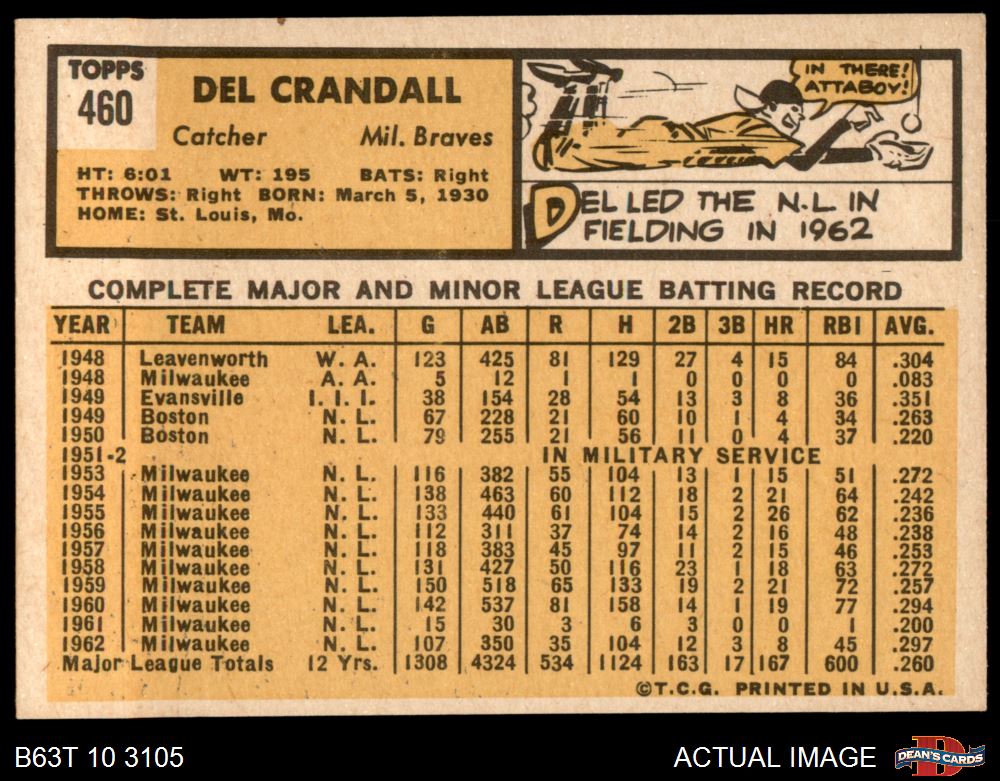 TOPPS
460
DEL CRANDALL
Catcher Mil. Braves
HT: 6:01 WT: 195 BATS: Right
THROWS: Right BORN: March 5, 1930
HOME: St. Louis, Mo.
IN THERE!
ATTABOY!
DEL LED THE N.L. IN
FIELDING IN 1962
COMPLETE MAJOR AND MINOR LEAGUE BATTING RECORD
YEAR TEAM LEA. G AB R H 2B 3B HR RBI AVG.
1948 Leavenworth W. A. 123 425 81 129 27 4 15 84 .304
1948 Milwaukee A. A. 5 12 1 1 0 0 0 0 .083
1949 Evansville I. I. I. 38 154 28 54 13 3 8 36 .351
1949 Boston N. L. 67 228 21 60 10 1 4 34 .263
1950 Boston N. L. 79 255 21 56 11 0 4 37 .220
1951-2 IN MILITARY SERVICE
1953 Milwaukee N. L. 116 382 55 104 13 1 15 51 .272
1954 Milwaukee N. L. 138 463 60 112 18 2 21 64 .242
1955 Milwaukee N. L. 133 440 61 104 15 2 26 62 .236
1956 Milwaukee N. L. 112 311 37 74 14 2 16 48 .238
1957 Milwaukee N. L. 118 383 45 97 11 2 15 46 .253
1958 Milwaukee N. L. 131 427 50 116 23 1 18 63 .272
1959 Milwaukee N. L. 150 518 65 133 19 2 21 72 .257
1960 Milwaukee N. L. 142 537 81 158 14 1 19 77 .294
1961 Milwaukee N. L. 15 30 3 6 3 0 0 1 .200
1962 Milwaukee N. L. 107 350 35 104 12 3 8 45 .297
Major League Totals 12 Yrs. 1308 4324 534 1124 163 17 167 600 .260
©T.C.G. PRINTED IN U.S.A.
B63T 10 3105 ACTUAL IMAGE DEAN'S CARDS